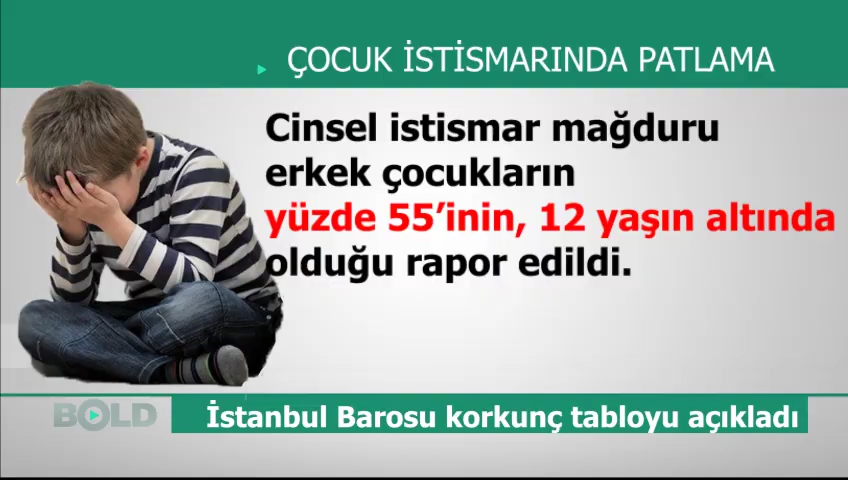 ÇOCUK İSTİSMARINDA PATLAMA
Cinsel istismar mağduru
erkek çocukların
yüzde 55’inin, 12 yaşın altında
olduğu rapor edildi.
BOLD
İstanbul Barosu korkunç tabloyu açıkladı